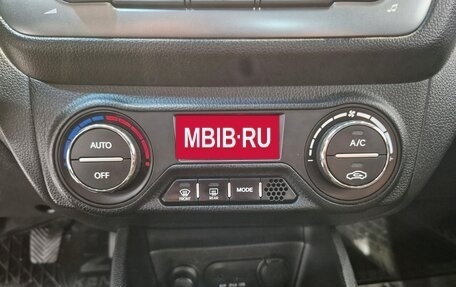 MBIB·RU
AUTO
OFF
A/C
FRONT
REAR
MODE